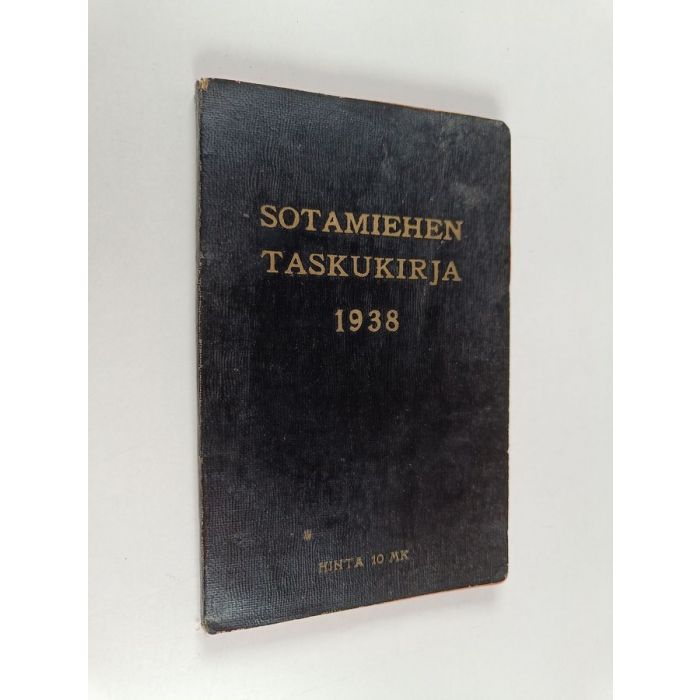 SOTAMIEHEN
TASKUKIRJA
1938
HINTA 10 MK